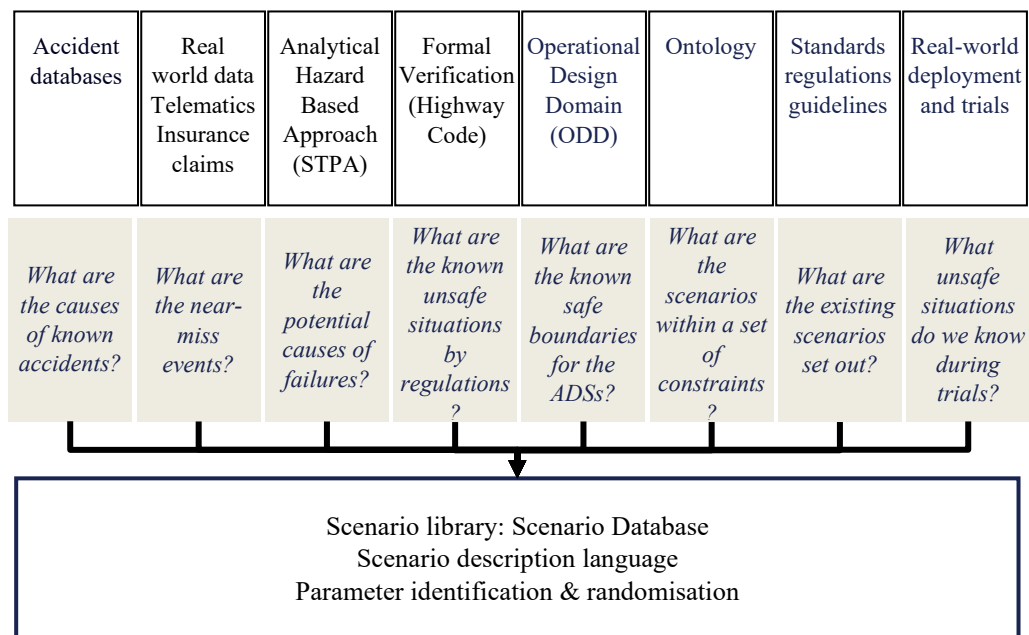 Accident
databases
Real
world data
Telematics
Insurance
claims
Analytical
Hazard
Based
Approach
(STPA)
Formal
Verification
(Highway
Code)
Operational
Design
Domain
(ODD)
Ontology
Standards
regulations
guidelines
Real-world
deployment
and trials
What are
the causes
of known
accidents?
What are
the near-
miss
events?
What are
the
potential
causes of
failures?
What are
the known
unsafe
situations
by
regulations
?
What are
the known
safe
boundaries
for the
ADSs?
What are
the
scenarios
within a set
of
constraints
?
What are
the existing
scenarios
set out?
What
unsafe
situations
do we know
during
trials?
Scenario library: Scenario Database
Scenario description language
Parameter identification & randomisation